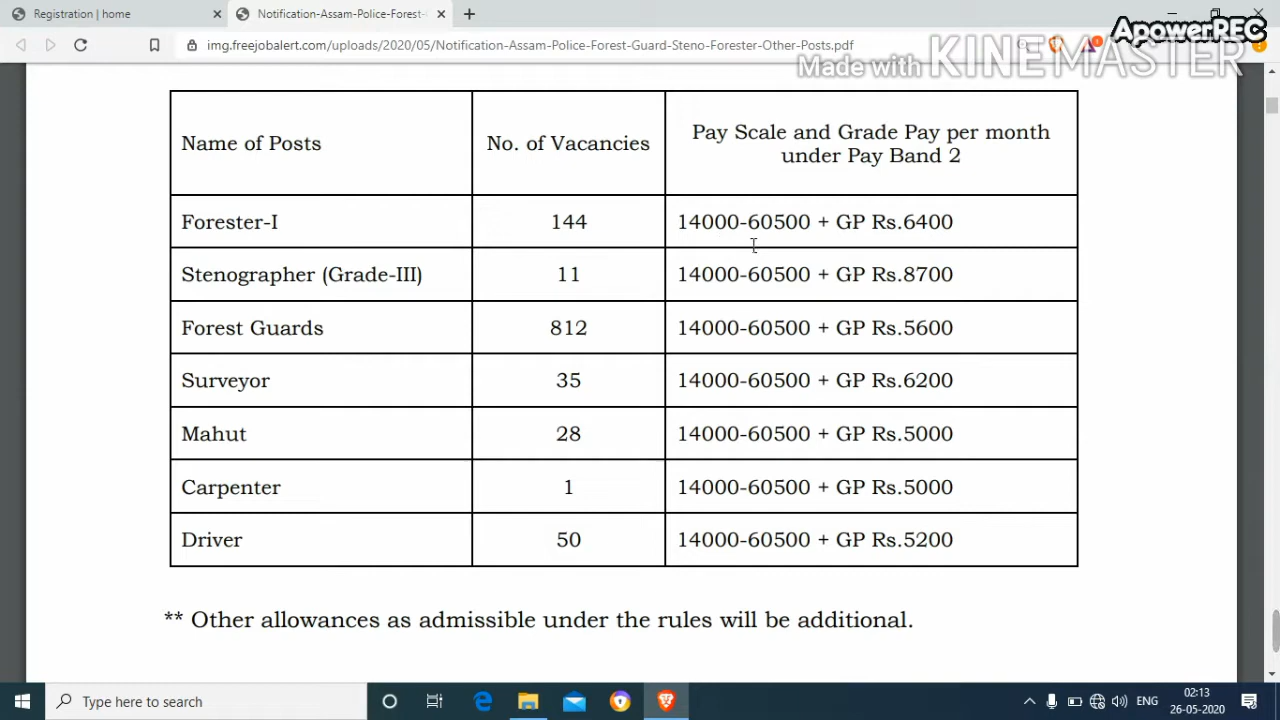 Registration | home
Notification-Assam-Police-Forest-
ApowerREC
img.freejobalert.com/uploads/2020/05/Notification-Assam-Police-Forest-Guard-Steno-Forester-Other-Posts.pdf
Made with KINEMASTER
Name of Posts No. of Vacancies Pay Scale and Grade Pay per month
under Pay Band 2
Forester-I 144 14000-60500 + GP Rs.6400
Stenographer (Grade-III) 11 14000-60500 + GP Rs.8700
Forest Guards 812 14000-60500 + GP Rs.5600
Surveyor 35 14000-60500 + GP Rs.6200
Mahut 28 14000-60500 + GP Rs.5000
Carpenter 1 14000-60500 + GP Rs.5000
Driver 50 14000-60500 + GP Rs.5200
** Other allowances as admissible under the rules will be additional.
Type here to search
ENG
02:13
26-05-2020